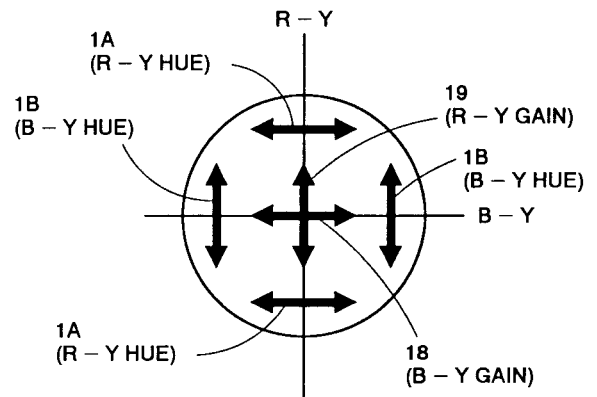 R – Y
1A
(R – Y HUE)
1B
(B – Y HUE)
19
(R – Y GAIN)
1B
(B – Y HUE)
B – Y
1A
(R – Y HUE)
18
(B – Y GAIN)